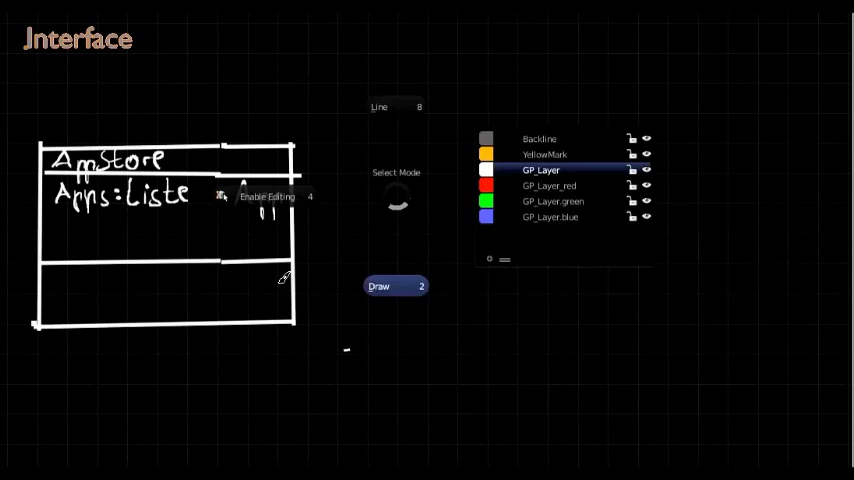 Interface
AppStore
Apps:Liste
App
Enable Editing 4
Line 8
Select Mode
Draw 2
Backline
YellowMark
GP_Layer
GP_Layer_red
GP_Layer.green
GP_Layer.blue